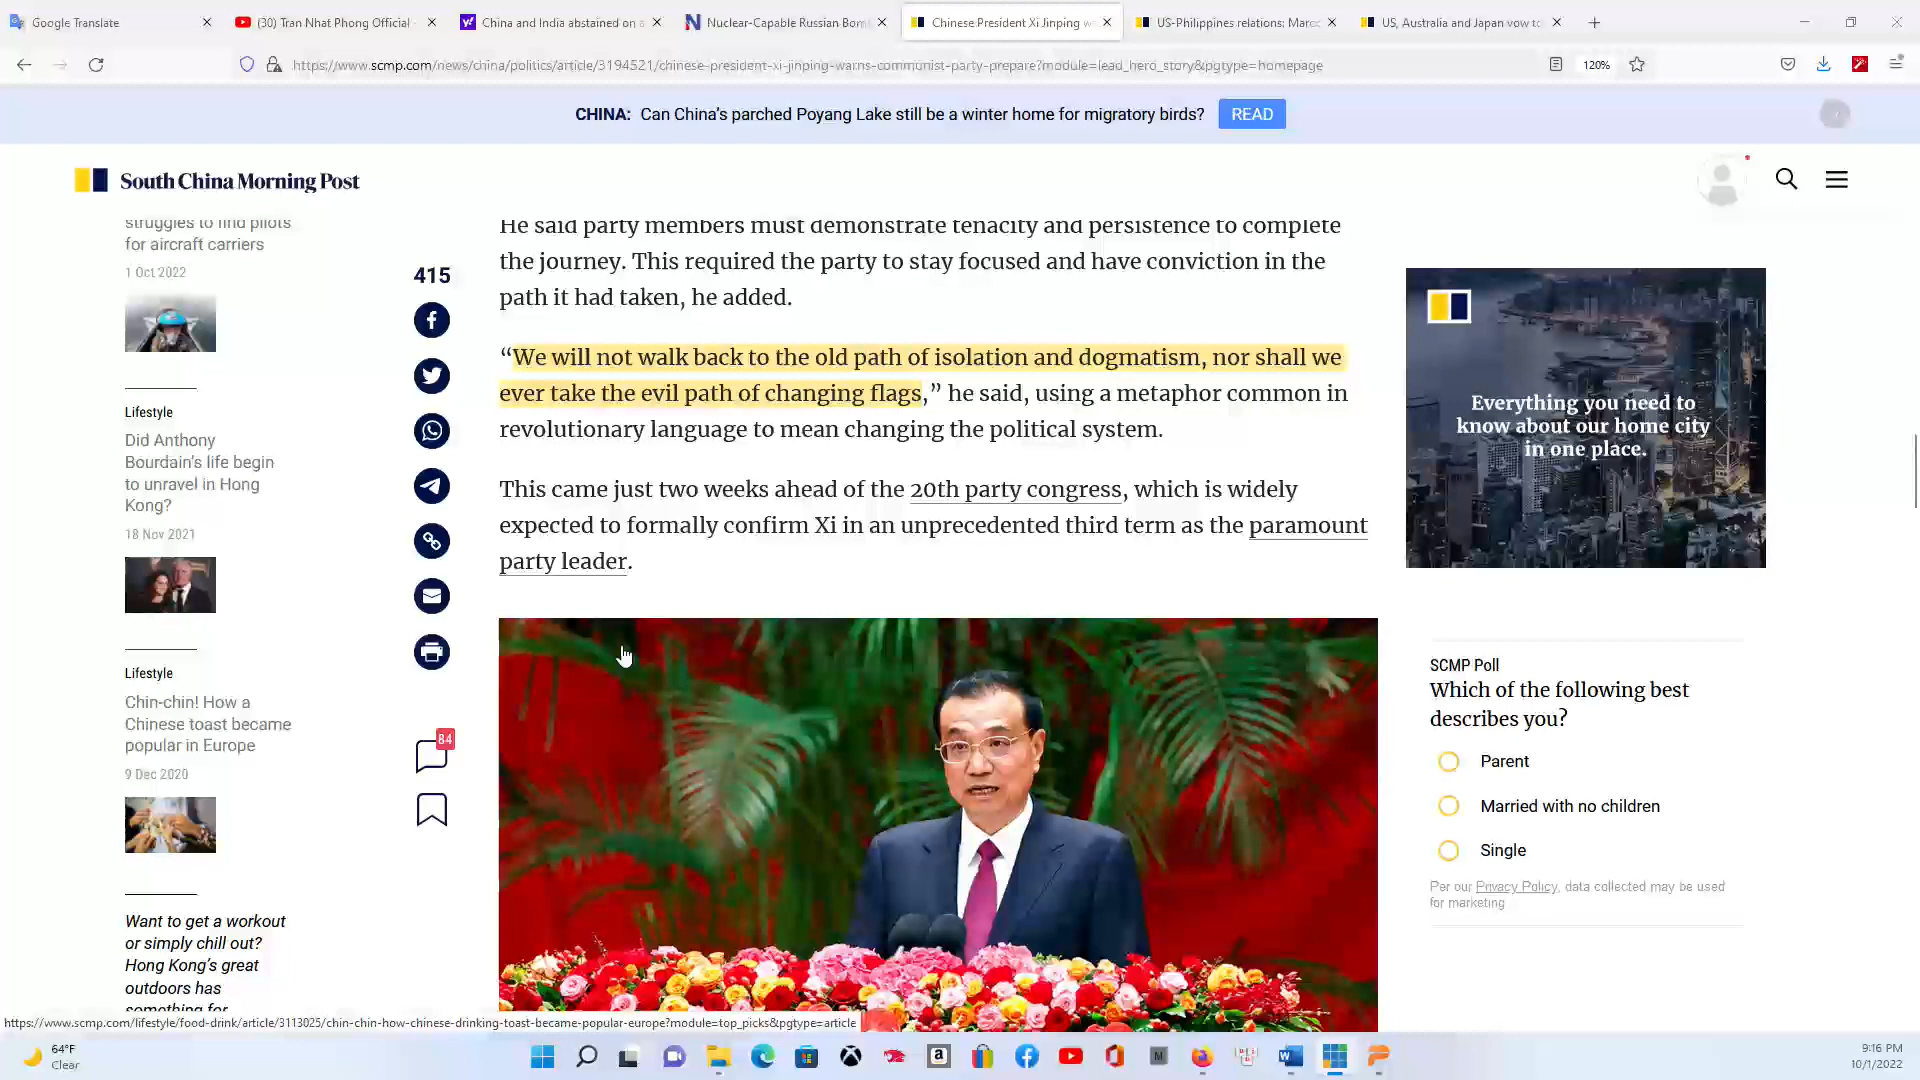 Google Translate
(30) Tran Nhat Phong Official
China and India abstained on a
Nuclear-Capable Russian Bom
Chinese President Xi Jinping w
US-Philippines relations: Marc
US, Australia and Japan vow to
https://www.scmp.com/news/china/politics/article/3194521/chinese-president-xi-jinping-warns-communist-party-prepare?module=lead_hero_story&pgtype=homepage
120%
CHINA: Can China's parched Poyang Lake still be a winter home for migratory birds? READ
South China Morning Post
struggles to find pilots
for aircraft carriers
1 Oct 2022
Lifestyle
Did Anthony
Bourdain's life begin
to unravel in Hong
Kong?
18 Nov 2021
Lifestyle
Chin-chin! How a
Chinese toast became
popular in Europe
9 Dec 2020
Want to get a workout
or simply chill out?
Hong Kong's great
outdoors has
something for
415
84
He said party members must demonstrate tenacity and persistence to complete
the journey. This required the party to stay focused and have conviction in the
path it had taken, he added.
“We will not walk back to the old path of isolation and dogmatism, nor shall we
ever take the evil path of changing flags,” he said, using a metaphor common in
revolutionary language to mean changing the political system.
This came just two weeks ahead of the 20th party congress, which is widely
expected to formally confirm Xi in an unprecedented third term as the paramount
party leader.
Everything you need to
know about our home city
in one place.
SCMP Poll
Which of the following best
describes you?
Parent
Married with no children
Single
Per our Privacy Policy, data collected may be used
for marketing
https://www.scmp.com/lifestyle/food-drink/article/3113025/chin-chin-how-chinese-drinking-toast-became-popular-europe?module=top_picks&pgtype=article
64°F
Clear
9:16 PM
10/1/2022